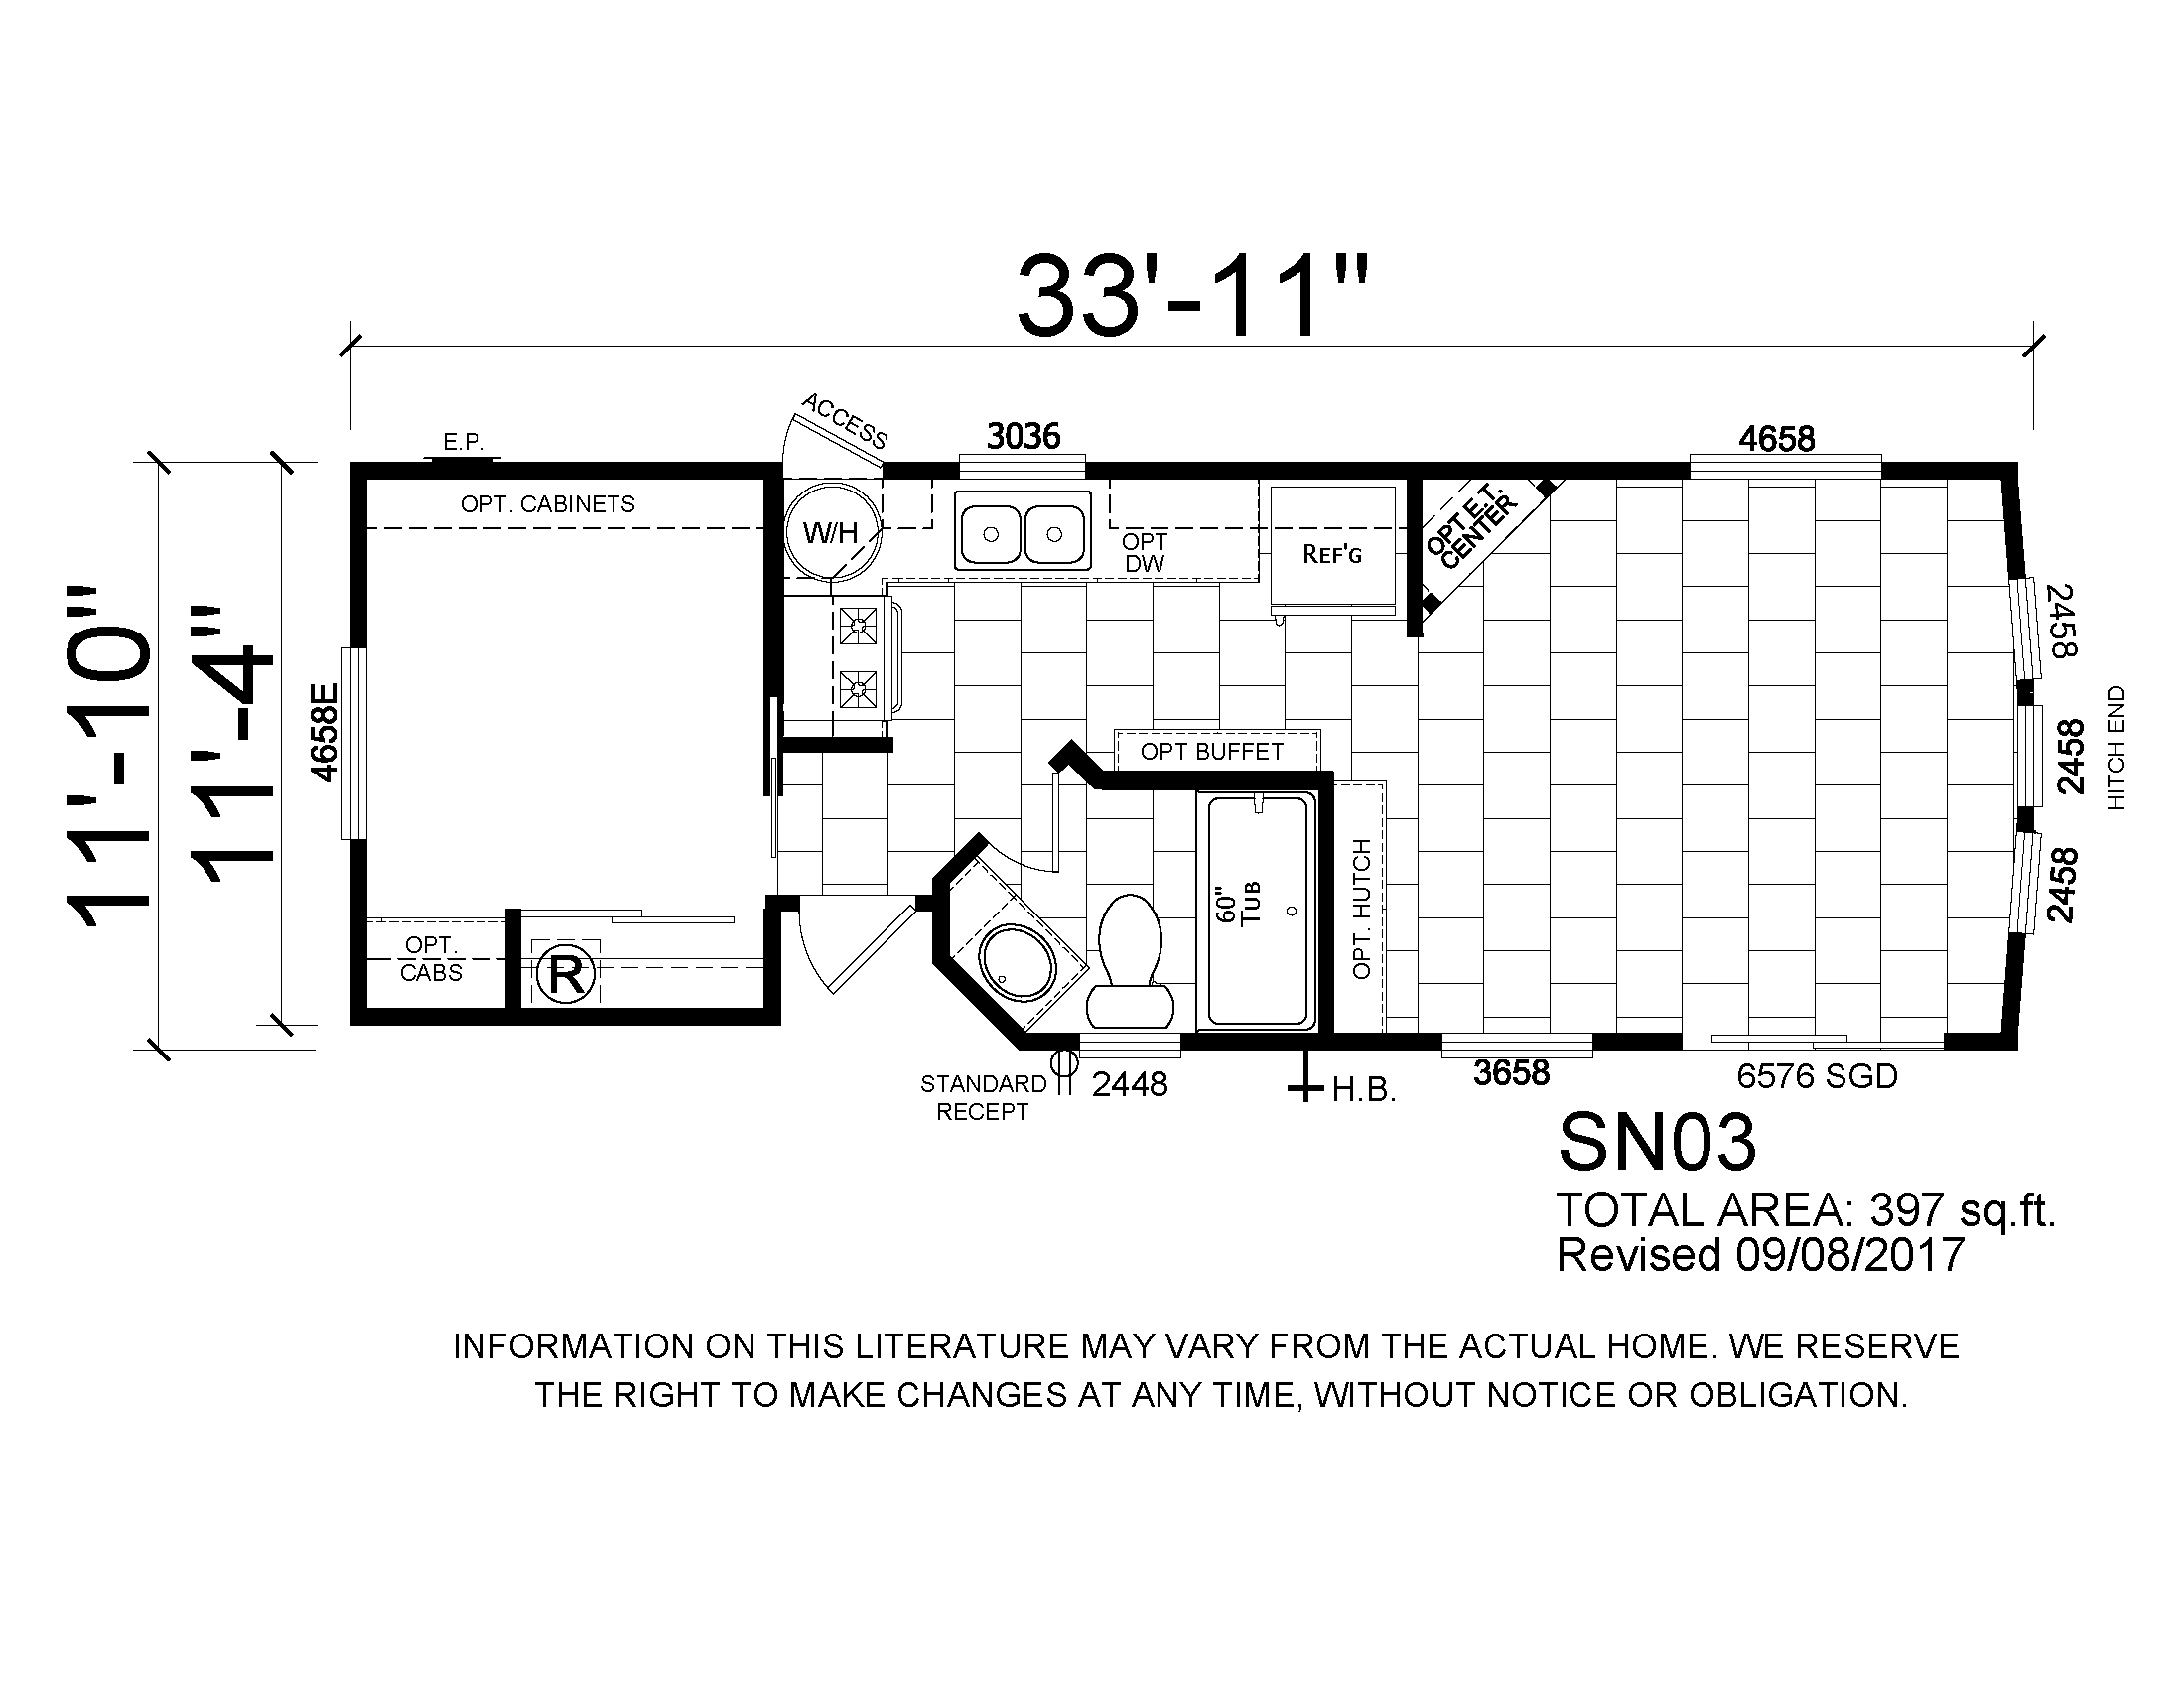 33'-11"
ACCESS
E.P.
3036
4658
OPT. CABINETS
W/H
OPT
DW
REF'G
OPT E.T.
CENTER
11'-10"
11'-4"
4658E
2458
2458
2458
HITCH END
OPT BUFFET
OPT. HUTCH
60"
TUB
OPT.
CABS
R
STANDARD
RECEPT
2448
H.B.
3658
6576 SGD
SN03
TOTAL AREA: 397 sq.ft.
Revised 09/08/2017
INFORMATION ON THIS LITERATURE MAY VARY FROM THE ACTUAL HOME. WE RESERVE
THE RIGHT TO MAKE CHANGES AT ANY TIME, WITHOUT NOTICE OR OBLIGATION.